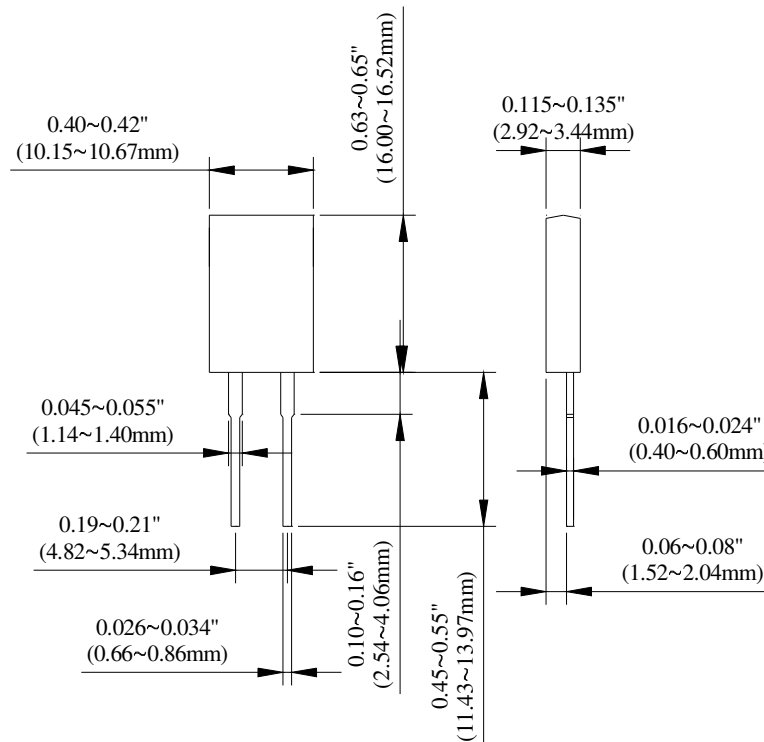 0.40~0.42"
(10.15~10.67mm)
0.63~0.65"
(16.00~16.52mm)
0.115~0.135"
(2.92~3.44mm)
0.045~0.055"
(1.14~1.40mm)
0.016~0.024"
(0.40~0.60mm)
0.19~0.21"
(4.82~5.34mm)
0.06~0.08"
(1.52~2.04mm)
0.026~0.034"
(0.66~0.86mm)
0.10~0.16"
(2.54~4.06mm)
0.45~0.55"
(11.43~13.97mm)